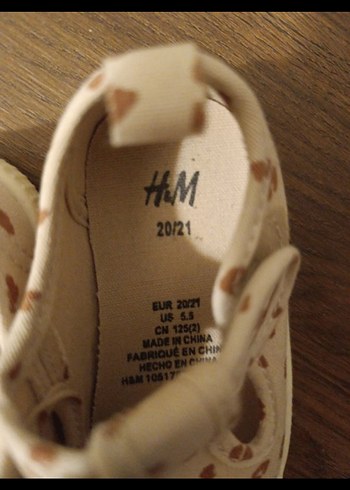 H&M
20/21
EUR 20/21
US 5.5
CN 125(2)
MADE IN CHINA
FABRIQUÉ EN CHIN
HECHO EN CHINA
H&M